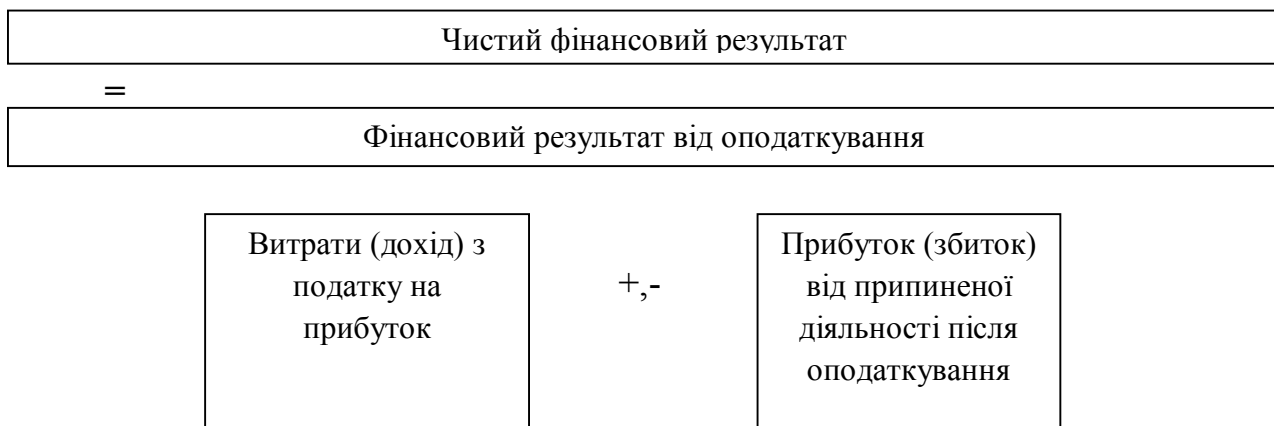 Чистий фінансовий результат
=
Фінансовий результат від оподаткування
Витрати (дохід) з
податку на
прибуток
+,-
Прибуток (збиток)
від припиненої
діяльності після
оподаткування